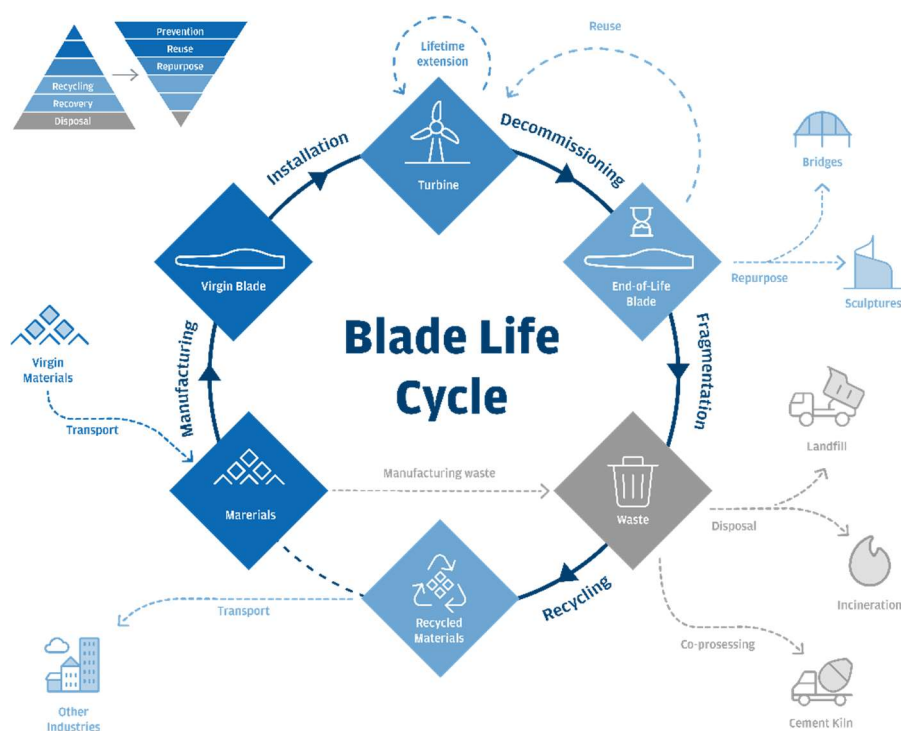 Prevention
Reuse
Repurpose
Recycling
Recovery
Disposal
Lifetime
extension
Reuse
Installation
Decommissioning
Turbine
Bridges
Virgin Blade
End-of-Life
Blade
Repurpose
Sculptures
Blade Life
Cycle
Manufacturing
Fragmentation
Virgin
Materials
Transport
Landfill
Manufacturing waste
Marerials
Waste
Disposal
Recycling
Incineration
Transport
Recycled
Materials
Co-prosessing
Other
Industries
Cement Kiln